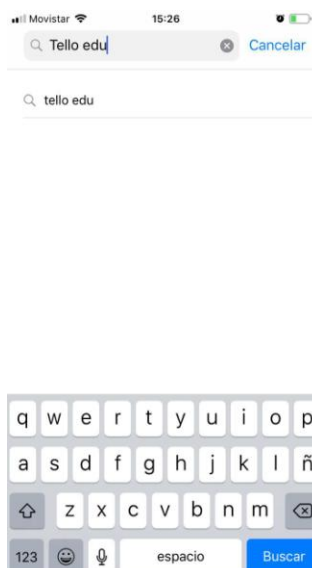 Movistar 15:26
Tello edu Cancelar
tello edu
q w e r t y u i o p
a s d f g h j k l ñ
z x c v b n m
123 espacio Buscar